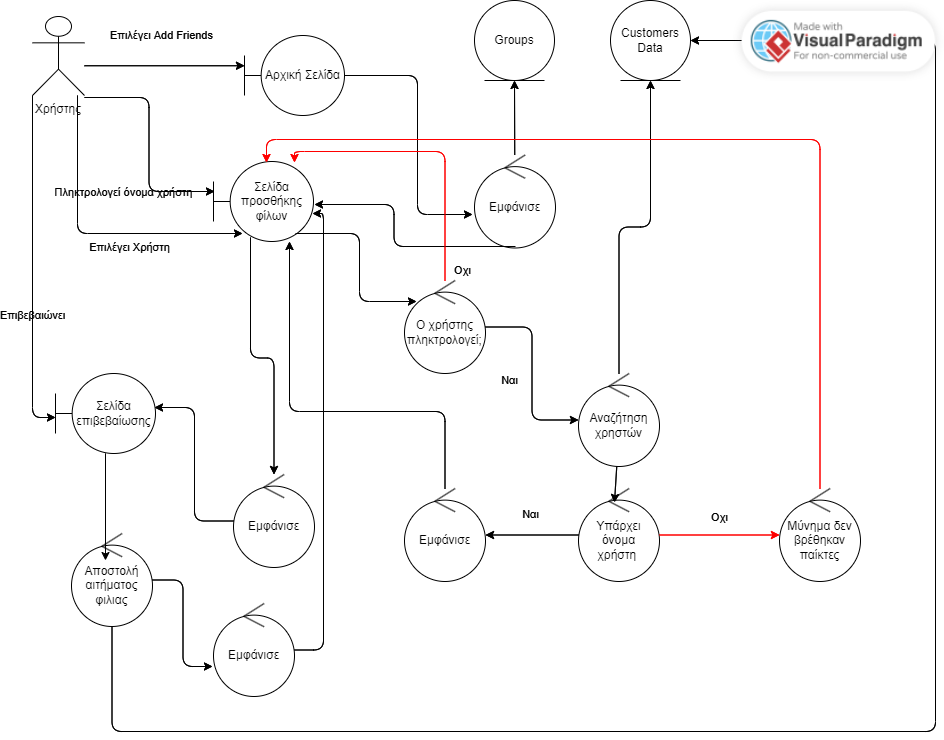 Επιλέγει Add Friends
Groups
Customers
Data
Made with
Visual Paradigm
For non-commercial use
Αρχική Σελίδα
Χρήστης
Πληκτρολογεί όνομα χρήστη
Σελίδα
προσθήκης
φίλων
Εμφάνισε
Επιλέγει Χρήστη
Οχι
Επιβεβαιώνει
Ο χρήστης
πληκτρολογεί;
Ναι
Σελίδα
επιβεβαίωσης
Αναζήτηση
χρηστών
Εμφάνισε
Εμφάνισε
Ναι
Υπάρχει
όνομα
χρήστη
Οχι
Μύνημα δεν
βρέθηκαν
παίκτες
Αποστολή
αιτήματος
φιλιας
Εμφάνισε